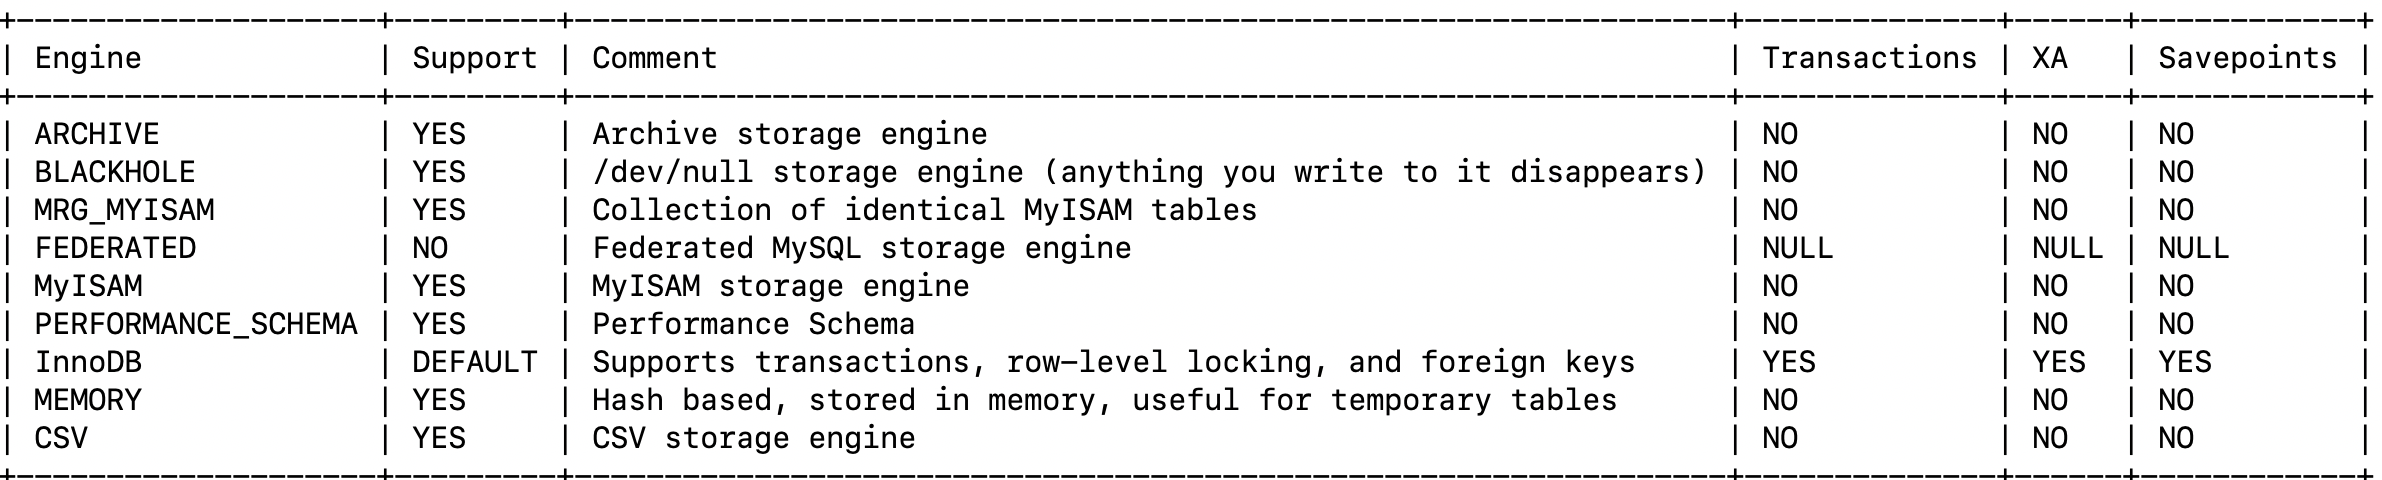 +--------------------+---------+----------------------------------------------------------------+--------------+------+------------+
| Engine             | Support | Comment                                                        | Transactions | XA   | Savepoints |
+--------------------+---------+----------------------------------------------------------------+--------------+------+------------+
| ARCHIVE            | YES     | Archive storage engine                                         | NO           | NO   | NO         |
| BLACKHOLE          | YES     | /dev/null storage engine (anything you write to it disappears) | NO           | NO   | NO         |
| MRG_MYISAM         | YES     | Collection of identical MyISAM tables                          | NO           | NO   | NO         |
| FEDERATED          | NO      | Federated MySQL storage engine                                 | NULL         | NULL | NULL       |
| MyISAM             | YES     | MyISAM storage engine                                          | NO           | NO   | NO         |
| PERFORMANCE_SCHEMA | YES     | Performance Schema                                             | NO           | NO   | NO         |
| InnoDB             | DEFAULT | Supports transactions, row-level locking, and foreign keys     | YES          | YES  | YES        |
| MEMORY             | YES     | Hash based, stored in memory, useful for temporary tables      | NO           | NO   | NO         |
| CSV                | YES     | CSV storage engine                                             | NO           | NO   | NO         |
+--------------------+---------+----------------------------------------------------------------+--------------+------+------------+